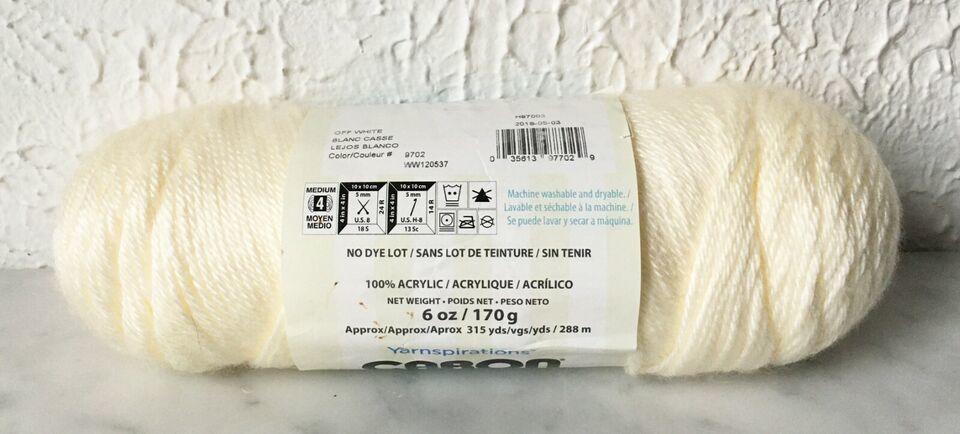 OFF WHITE
BLANC CASSE
LEJOS BLANCO
Color/Couleur # 9702
WW120537
H87003
2018-05-03
0 35613 97702 9
MEDIUM
4
MOYEN
MEDIO
10 x 10 cm
4 in x 4 in
5 mm
24 R
U.S. 8
18 S
10 x 10 cm
4 in x 4 in
5 mm
14 R
U.S. H-8
13 Sc
Machine washable and dryable. /
Lavable et séchable à la machine. /
Se puede lavar y secar a máquina.
NO DYE LOT / SANS LOT DE TEINTURE / SIN TENIR
100% ACRYLIC / ACRYLIQUE / ACRÍLICO
NET WEIGHT • POIDS NET • PESO NETO
6 oz / 170 g
Approx/Approx/Aprox 315 yds/vgs/yds / 288 m
Yarnspirations
CARON